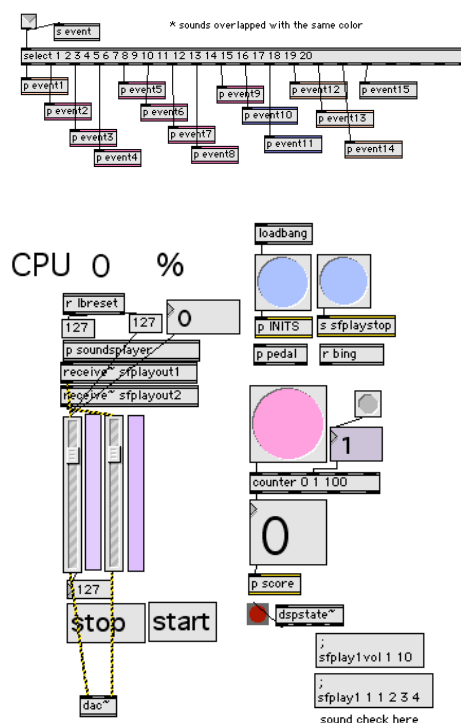 s event
* sounds overlapped with the same color
select 1 2 3 4 5 6 7 8 9 10 11 12 13 14 15 16 17 18 19 20
p event1
p event5
p event9
p event12
p event15
p event2
p event6
p event10
p event13
p event3
p event7
p event11
p event14
p event4
p event8
CPU 0 %
r lbreset
127
127
0
p soundsplayer
receive~ sfplayout1
receive~ sfplayout2
127
stop
start
dac~
loadbang
p INITS
s sfplaystop
p pedal
r bing
1
counter 0 1 100
0
p score
dspstate~
;
sfplay1vol 1 10
;
sfplay1 1 1 2 3 4
sound check here